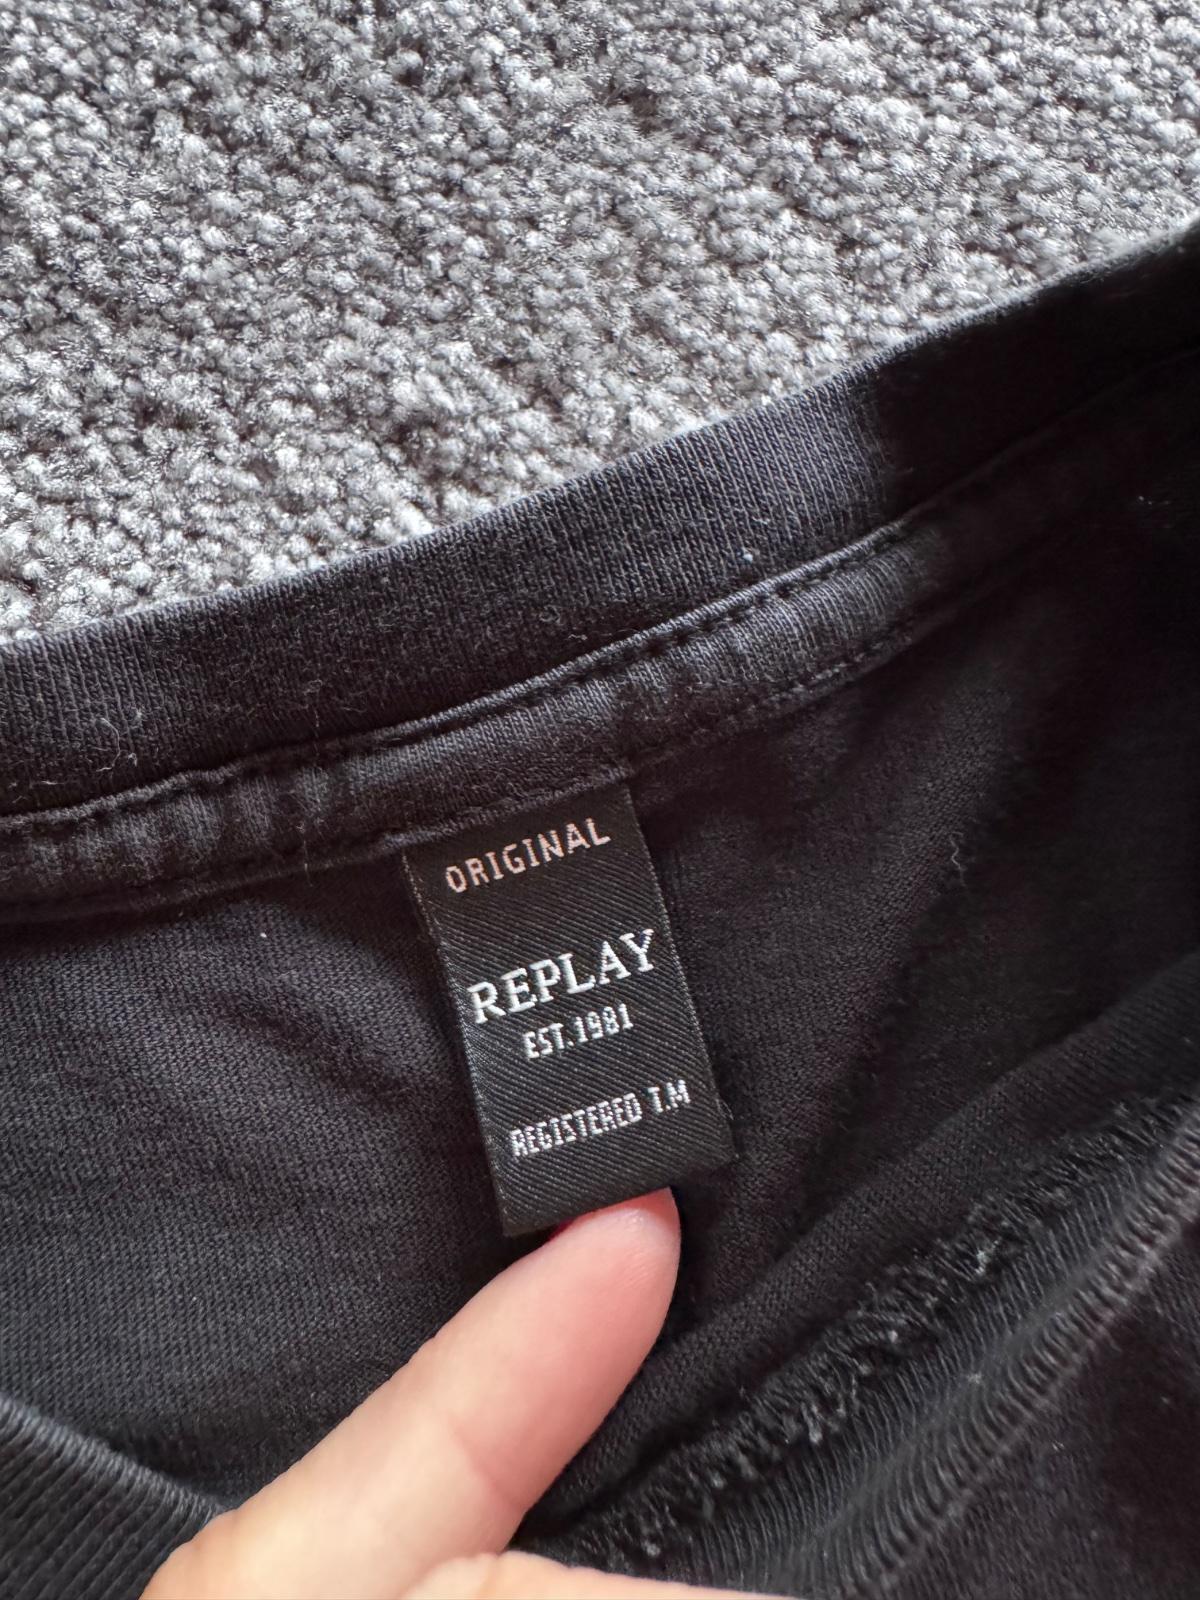 ORIGINAL
REPLAY
EST.1981
REGISTERED T.M